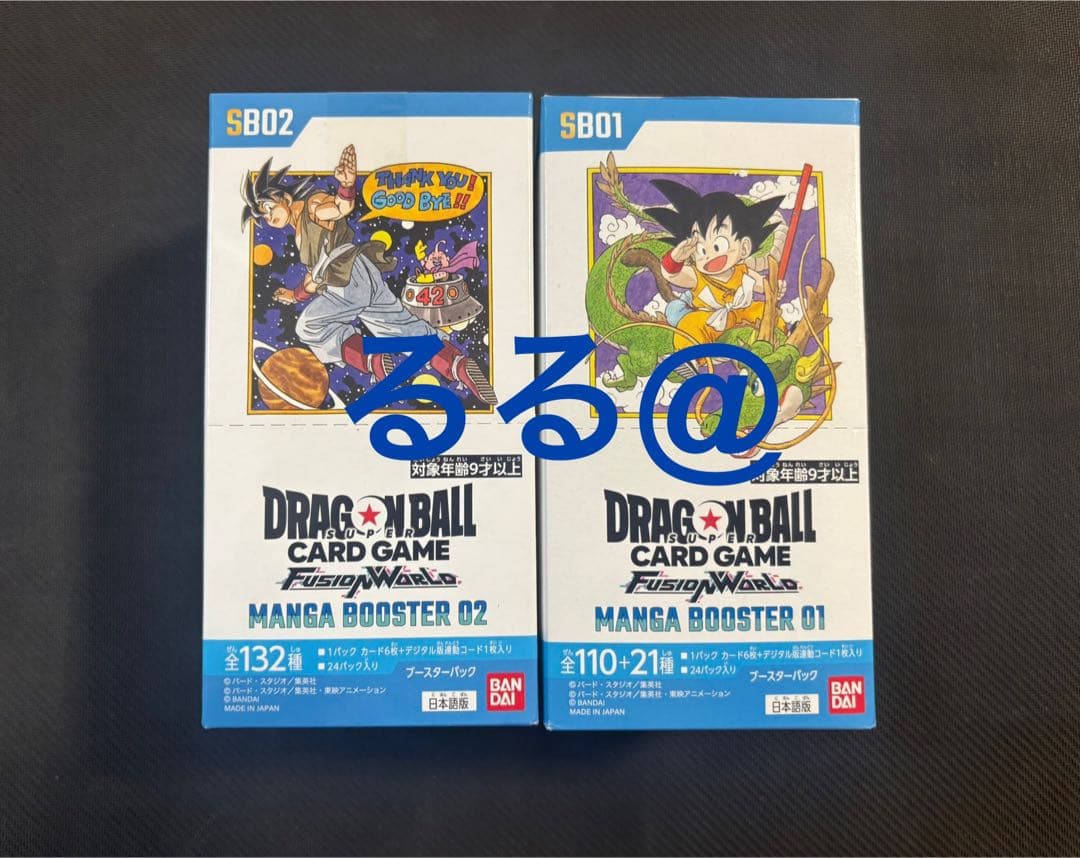 SB02
THANK YOU!
GOOD BYE!!
42
対象年齢9才以上
DRAGON BALL
SUPER
CARD GAME
FUSION WORLD
MANGA BOOSTER 02
全132種
■1パック カード6枚+デジタル版連動コード1枚入り
■24パック入り
ブースターパック
©バード・スタジオ/集英社
©バード・スタジオ/集英社・東映アニメーション
©BANDAI
MADE IN JAPAN
日本語版
BAN
DAI
SB01
対象年齢9才以上
DRAGON BALL
SUPER
CARD GAME
FUSION WORLD
MANGA BOOSTER 01
全110+21種
■1パック カード6枚+デジタル版連動コード1枚入り
■24パック入り
ブースターパック
©バード・スタジオ/集英社
©バード・スタジオ/集英社・東映アニメーション
©BANDAI
MADE IN JAPAN
日本語版
BAN
DAI
るる@